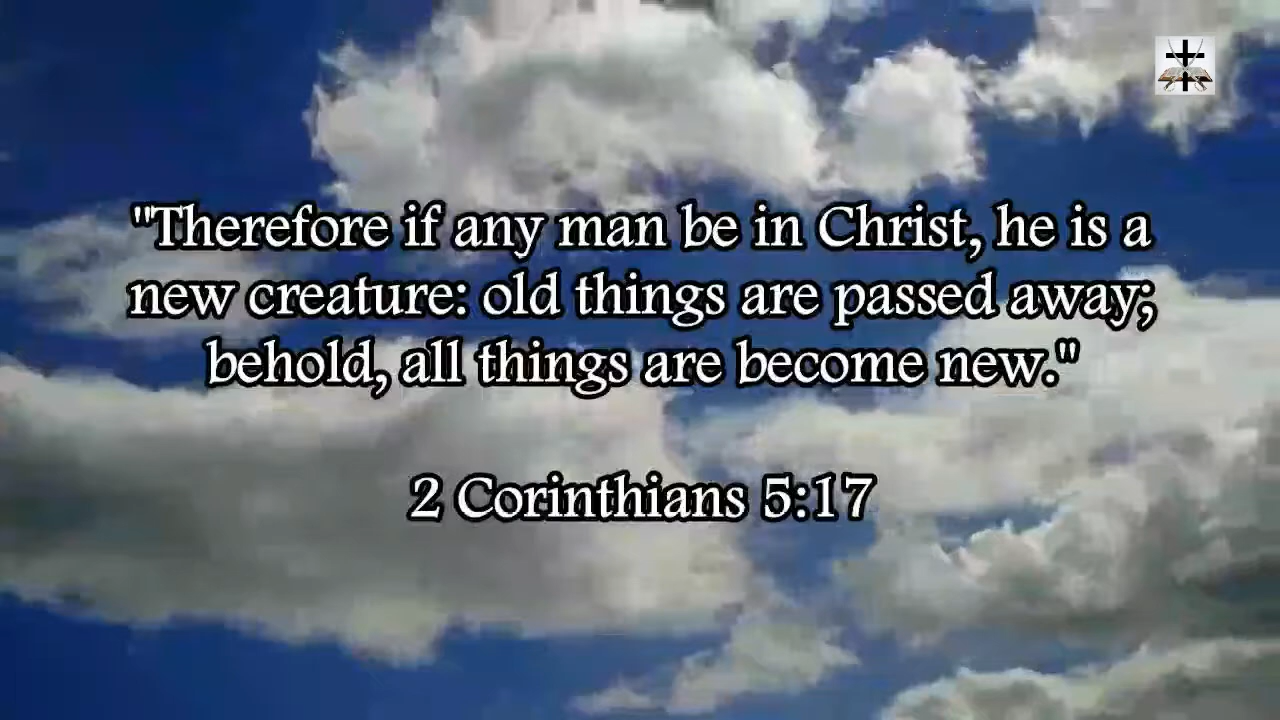 "Therefore if any man be in Christ, he is a
new creature: old things are passed away;
behold, all things are become new."
2 Corinthians 5:17